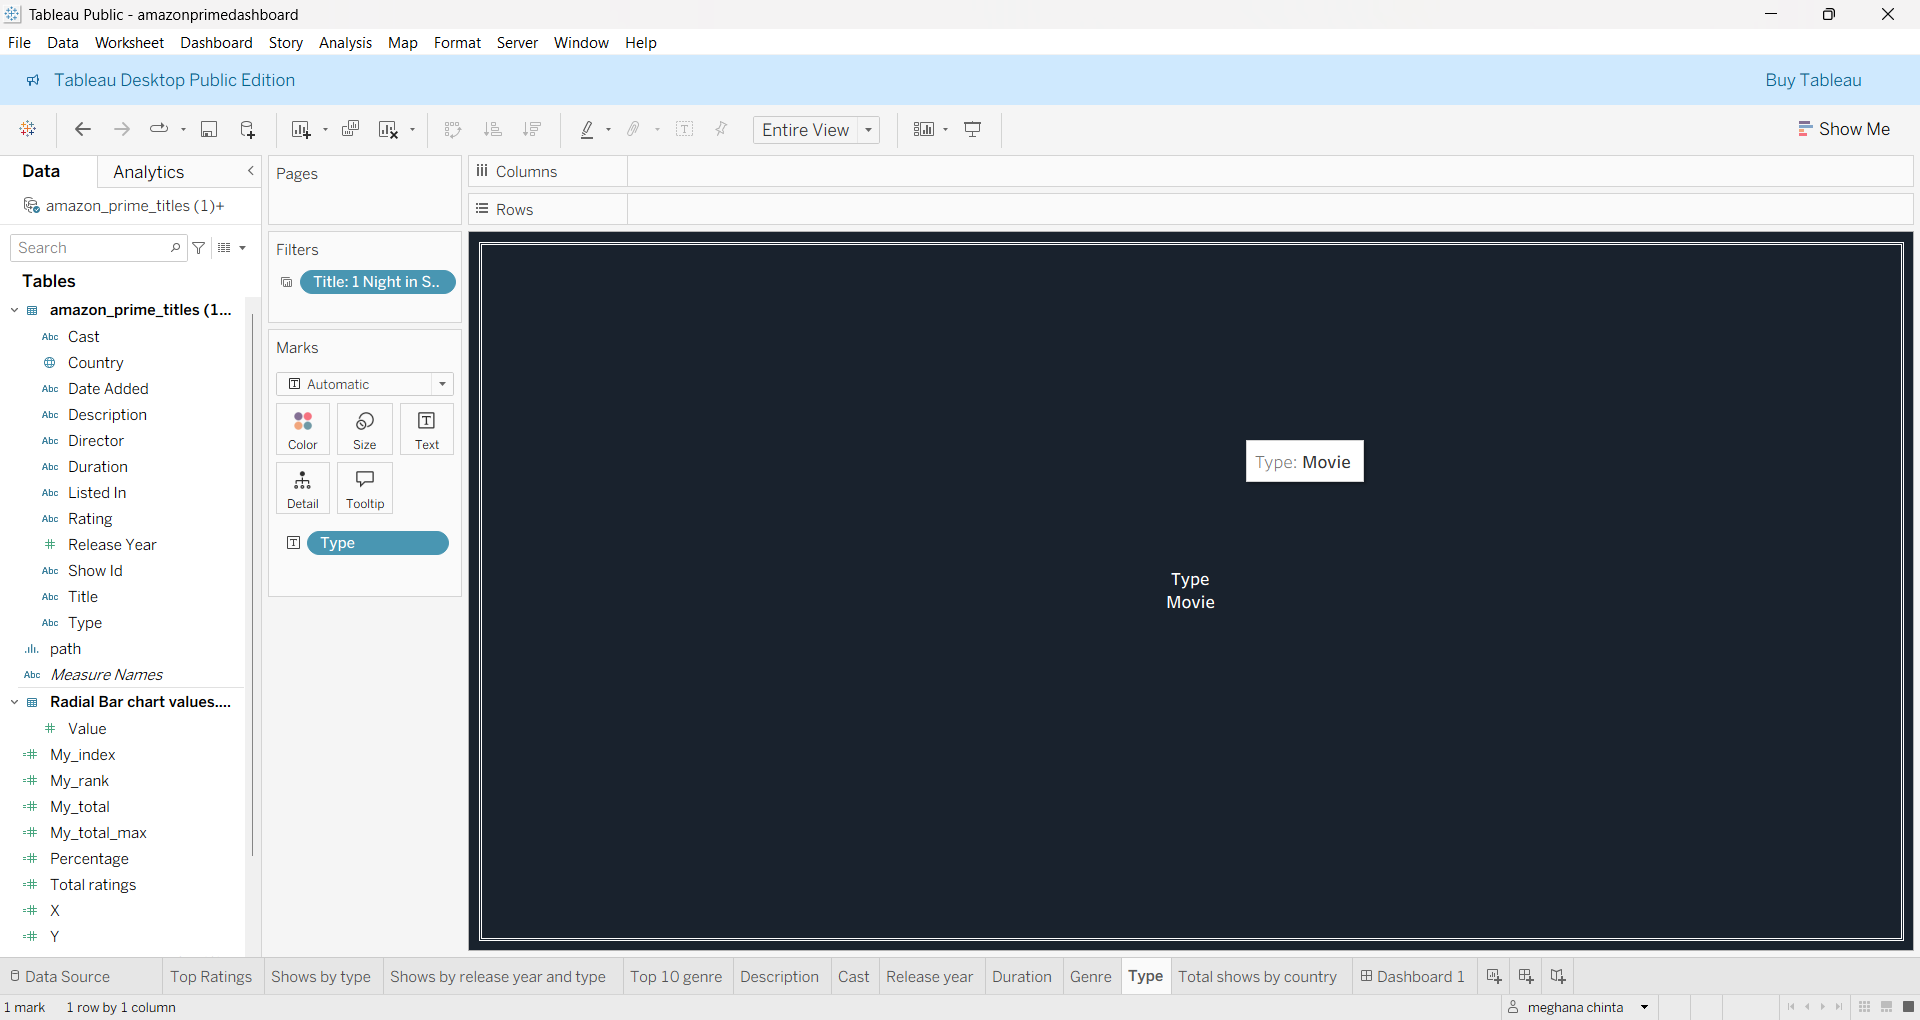 Tableau Public - amazonprimedashboard
File Data Worksheet Dashboard Story Analysis Map Format Server Window Help
Tableau Desktop Public Edition
Buy Tableau
Entire View
Show Me
Data
Analytics
amazon_prime_titles (1)+
Search
Tables
amazon_prime_titles (1...
Abc Cast
Country
Abc Date Added
Abc Description
Abc Director
Abc Duration
Abc Listed In
Abc Rating
# Release Year
Abc Show Id
Abc Title
Abc Type
path
Abc Measure Names
Radial Bar chart values....
# Value
=# My_index
=# My_rank
=# My_total
=# My_total_max
=# Percentage
=# Total ratings
=# X
=# Y
Pages
Filters
Title: 1 Night in S..
Marks
T Automatic
Color
Size
T
Text
Detail
Tooltip
T Type
Columns
Rows
Type: Movie
Type
Movie
Data Source
Top Ratings
Shows by type
Shows by release year and type
Top 10 genre
Description
Cast
Release year
Duration
Genre
Type
Total shows by country
Dashboard 1
1 mark
1 row by 1 column
meghana chinta